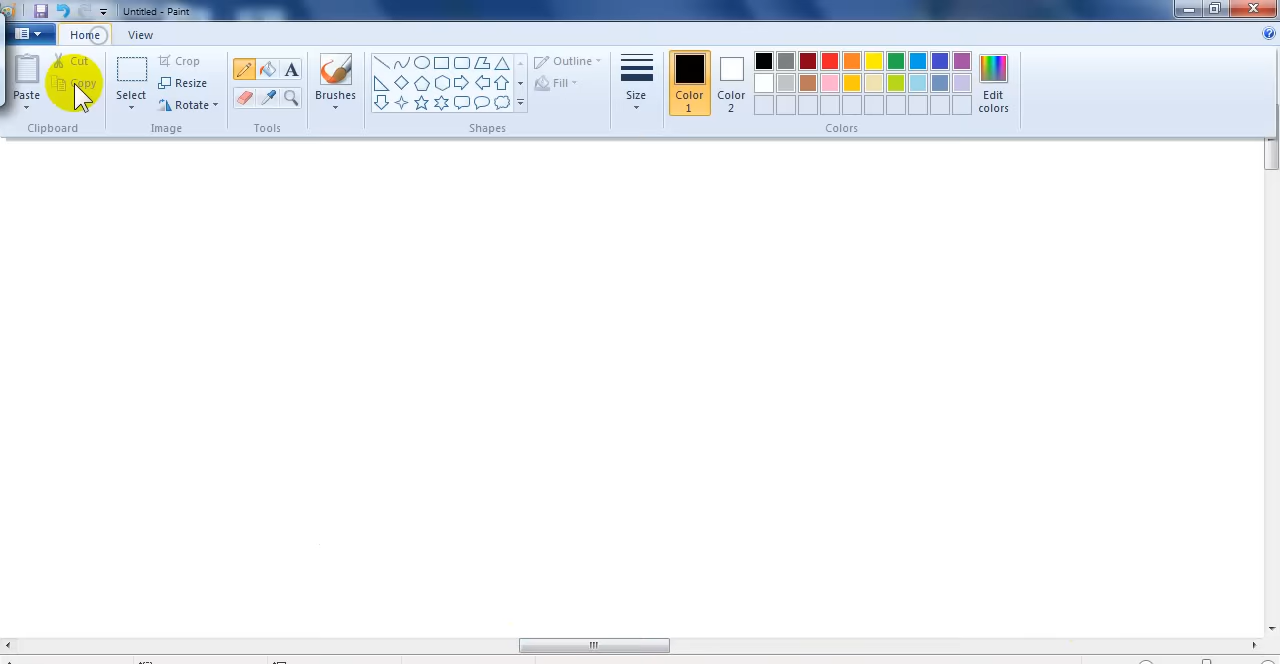 Untitled - Paint
Home View
Paste
Cut
Copy
Clipboard
Select
Crop
Resize
Rotate
Image
A
Tools
Brushes
Shapes
Outline
Fill
Size
Color 1
Color 2
Edit colors
Colors